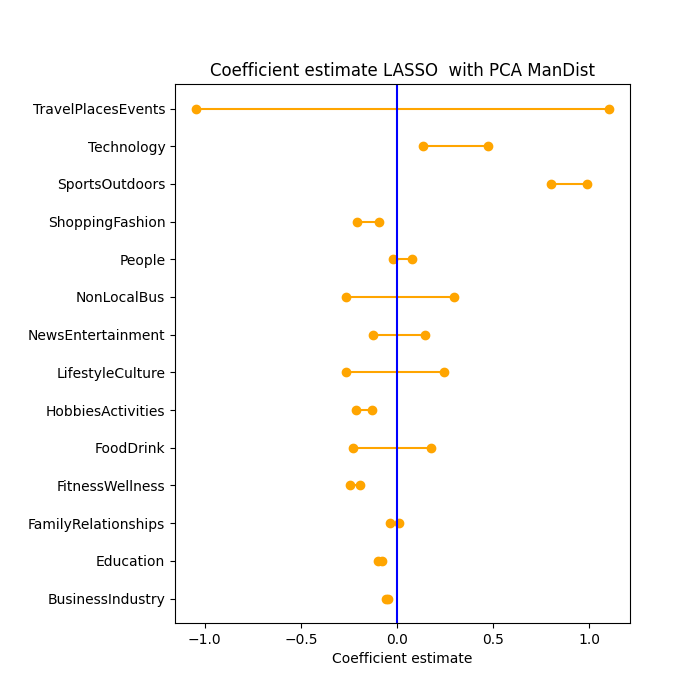 Coefficient estimate LASSO  with PCA ManDist
TravelPlacesEvents
Technology
SportsOutdoors
ShoppingFashion
People
NonLocalBus
NewsEntertainment
LifestyleCulture
HobbiesActivities
FoodDrink
FitnessWellness
FamilyRelationships
Education
BusinessIndustry
−1.0 −0.5 0.0 0.5 1.0
Coefficient estimate